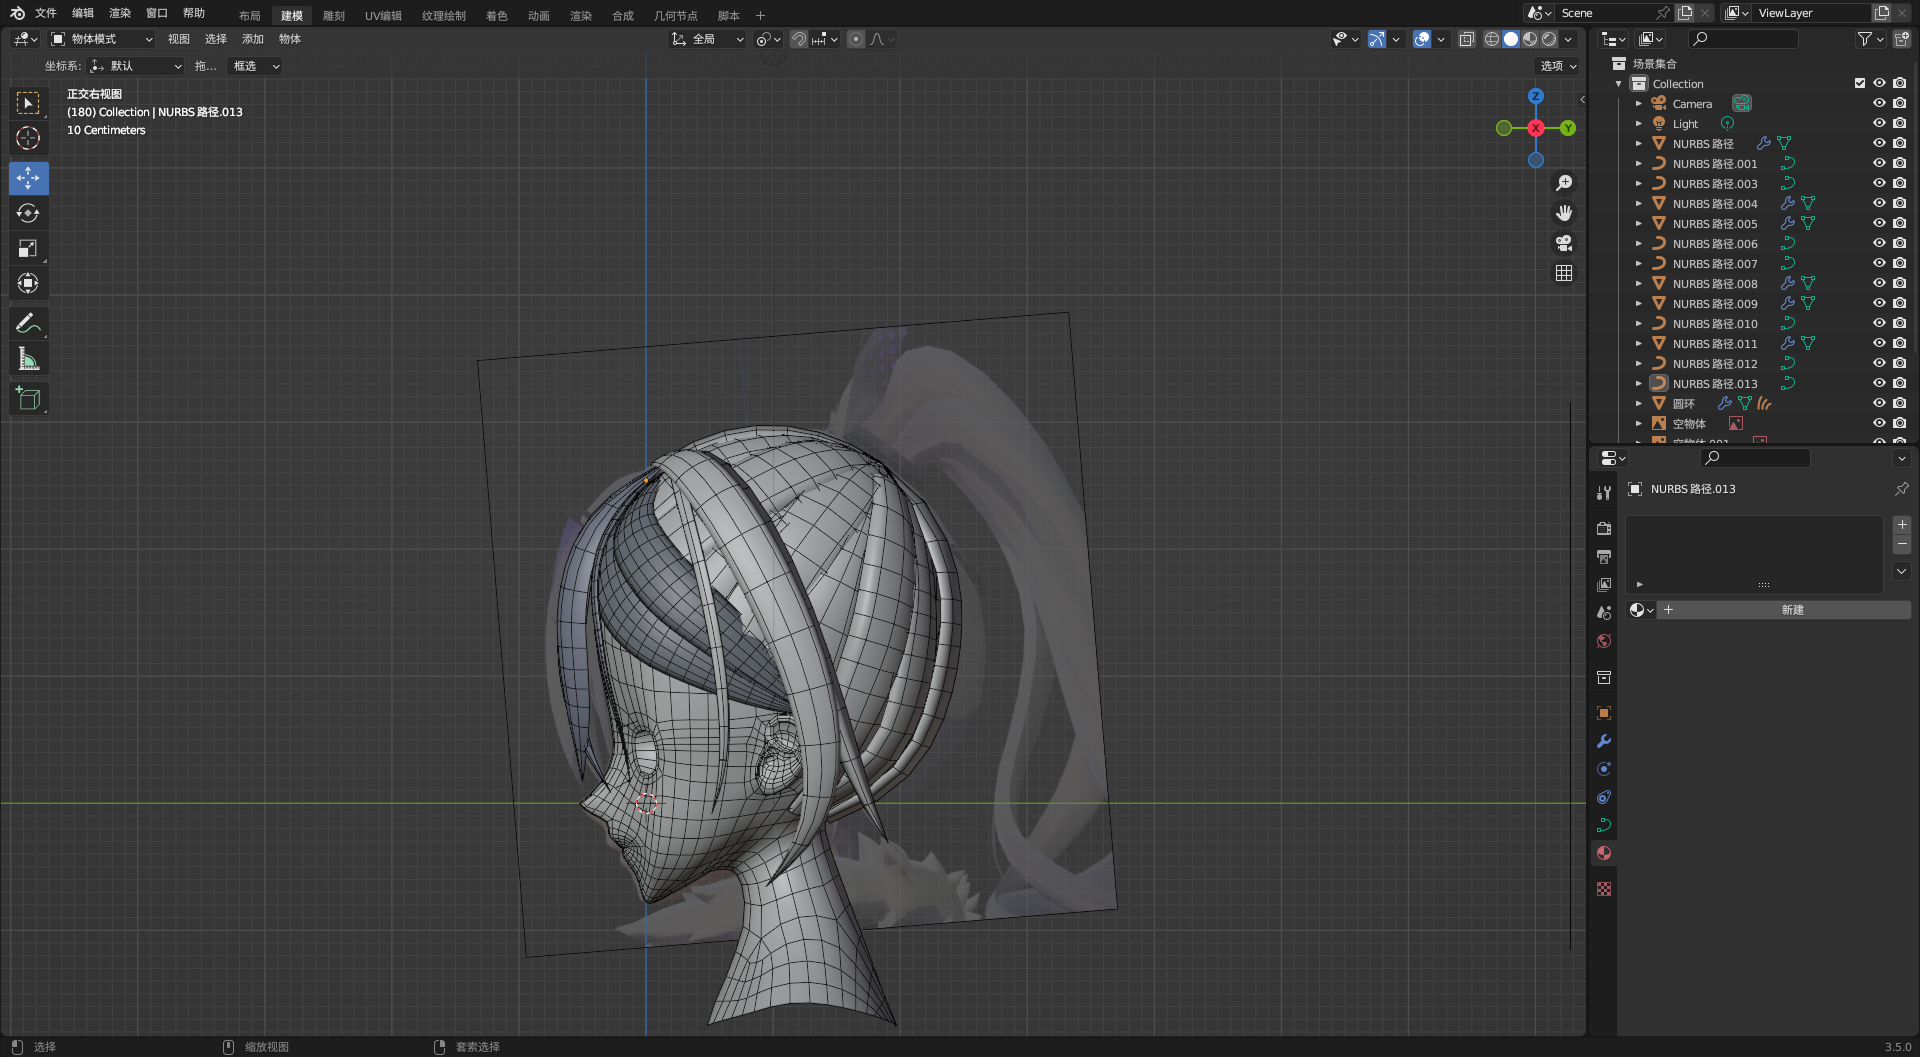 文件 编辑 渲染 窗口 帮助 布局 建模 雕刻 UV编辑 纹理绘制 着色 动画 渲染 合成 几何节点 脚本 + Scene ViewLayer
物体模式 视图 选择 添加 物体 全局
坐标系: 默认 拖... 框选 选项
正交右视图
(180) Collection | NURBS 路径.013
10 Centimeters
Z
X
Y
场景集合
Collection
Camera
Light
NURBS 路径
NURBS 路径.001
NURBS 路径.003
NURBS 路径.004
NURBS 路径.005
NURBS 路径.006
NURBS 路径.007
NURBS 路径.008
NURBS 路径.009
NURBS 路径.010
NURBS 路径.011
NURBS 路径.012
NURBS 路径.013
圆环
空物体
空物体.001
NURBS 路径.013
新建
选择 缩放视图 套索选择 3.5.0